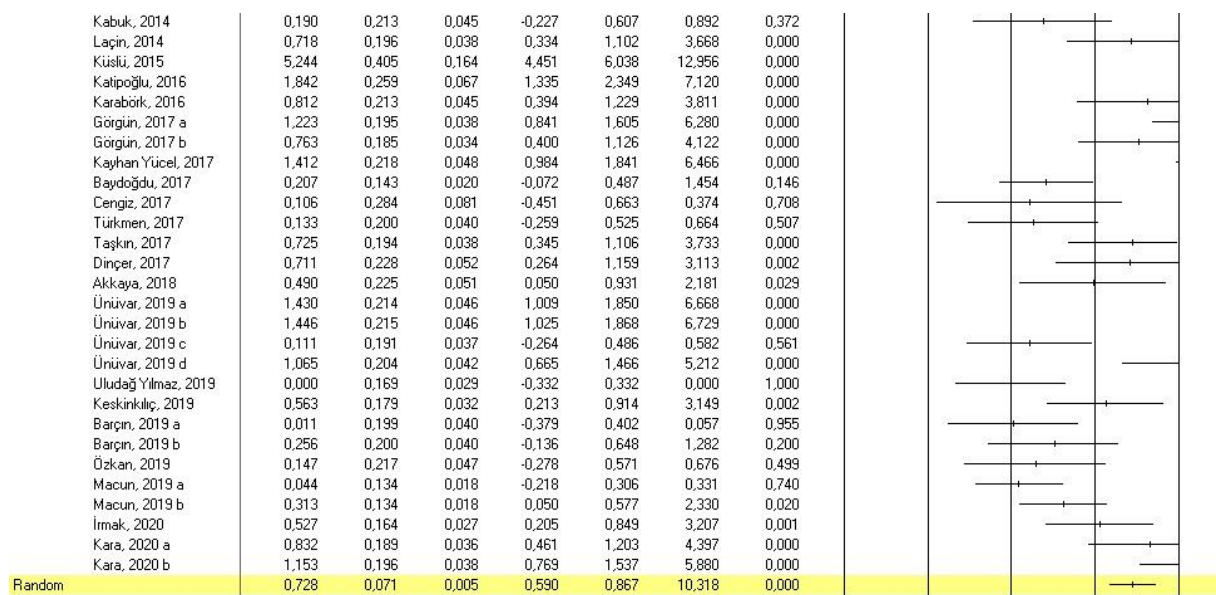 Kabuk, 2014 0,190 0,213 0,045 -0,227 0,607 0,892 0,372
Laçin, 2014 0,718 0,196 0,038 0,334 1,102 3,668 0,000
Küslü, 2015 5,244 0,405 0,164 4,451 6,038 12,956 0,000
Katipoğlu, 2016 1,842 0,259 0,067 1,335 2,349 7,120 0,000
Karabörk, 2016 0,812 0,213 0,045 0,394 1,229 3,811 0,000
Görgün, 2017 a 1,223 0,195 0,038 0,841 1,605 6,280 0,000
Görgün, 2017 b 0,763 0,185 0,034 0,400 1,126 4,122 0,000
Kayhan Yücel, 2017 1,412 0,218 0,048 0,984 1,841 6,466 0,000
Baydoğdu, 2017 0,207 0,143 0,020 -0,072 0,487 1,454 0,146
Cengiz, 2017 0,106 0,284 0,081 -0,451 0,663 0,374 0,708
Türkmen, 2017 0,133 0,200 0,040 -0,259 0,525 0,664 0,507
Taşkın, 2017 0,725 0,194 0,038 0,345 1,106 3,733 0,000
Dinçer, 2017 0,711 0,228 0,052 0,264 1,159 3,113 0,002
Akkaya, 2018 0,490 0,225 0,051 0,050 0,931 2,181 0,029
Ünüvar, 2019 a 1,430 0,214 0,046 1,009 1,850 6,668 0,000
Ünüvar, 2019 b 1,446 0,215 0,046 1,025 1,868 6,729 0,000
Ünüvar, 2019 c 0,111 0,191 0,037 -0,264 0,486 0,582 0,561
Ünüvar, 2019 d 1,065 0,204 0,042 0,665 1,466 5,212 0,000
Uludağ Yılmaz, 2019 0,000 0,169 0,029 -0,332 0,332 0,000 1,000
Keskinkılıç, 2019 0,563 0,179 0,032 0,213 0,914 3,149 0,002
Barçın, 2019 a 0,011 0,199 0,040 -0,379 0,402 0,057 0,955
Barçın, 2019 b 0,256 0,200 0,040 -0,136 0,648 1,282 0,200
Özkan, 2019 0,147 0,217 0,047 -0,278 0,571 0,676 0,499
Macun, 2019 a 0,044 0,134 0,018 -0,218 0,306 0,331 0,740
Macun, 2019 b 0,313 0,134 0,018 0,050 0,577 2,330 0,020
İrmak, 2020 0,527 0,164 0,027 0,205 0,849 3,207 0,001
Kara, 2020 a 0,832 0,189 0,036 0,461 1,203 4,397 0,000
Kara, 2020 b 1,153 0,196 0,038 0,769 1,537 5,880 0,000
Random 0,728 0,071 0,005 0,590 0,867 10,318 0,000